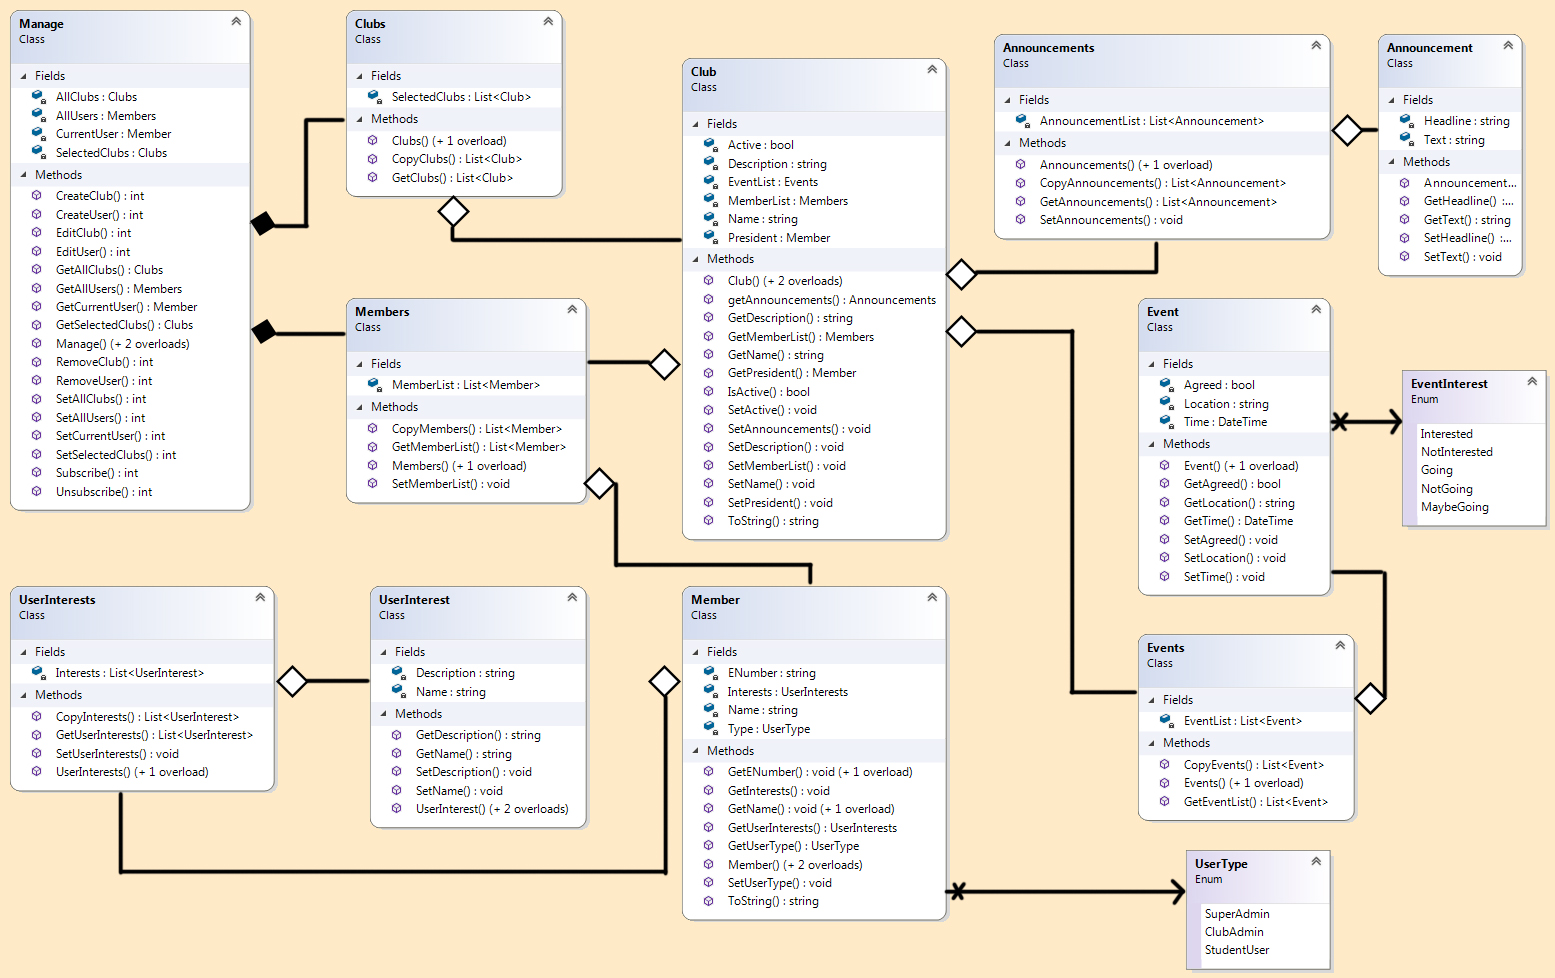 Manage
Class
Fields
AllClubs : Clubs
AllUsers : Members
CurrentUser : Member
SelectedClubs : Clubs
Methods
CreateClub() : int
CreateUser() : int
EditClub() : int
EditUser() : int
GetAllClubs() : Clubs
GetAllUsers() : Members
GetCurrentUser() : Member
GetSelectedClubs() : Clubs
Manage() (+ 2 overloads)
RemoveClub() : int
RemoveUser() : int
SetAllClubs() : int
SetAllUsers() : int
SetCurrentUser() : int
SetSelectedClubs() : int
Subscribe() : int
Unsubscribe() : int
Clubs
Class
Fields
SelectedClubs : List<Club>
Methods
Clubs() (+ 1 overload)
CopyClubs() : List<Club>
GetClubs() : List<Club>
Members
Class
Fields
MemberList : List<Member>
Methods
CopyMembers() : List<Member>
GetMemberList() : List<Member>
Members() (+ 1 overload)
SetMemberList() : void
Club
Class
Fields
Active : bool
Description : string
EventList : Events
MemberList : Members
Name : string
President : Member
Methods
Club() (+ 2 overloads)
getAnnouncements() : Announcements
GetDescription() : string
GetMemberList() : Members
GetName() : string
GetPresident() : Member
IsActive() : bool
SetActive() : void
SetAnnouncements() : void
SetDescription() : void
SetMemberList() : void
SetName() : void
SetPresident() : void
ToString() : string
Announcements
Class
Fields
AnnouncementList : List<Announcement>
Methods
Announcements() (+ 1 overload)
CopyAnnouncements() : List<Announcement>
GetAnnouncements() : List<Announcement>
SetAnnouncements() : void
Announcement
Class
Fields
Headline : string
Text : string
Methods
Announcement...
GetHeadline() :...
GetText() : string
SetHeadline() :...
SetText() : void
Event
Class
Fields
Agreed : bool
Location : string
Time : DateTime
Methods
Event() (+ 1 overload)
GetAgreed() : bool
GetLocation() : string
GetTime() : DateTime
SetAgreed() : void
SetLocation() : void
SetTime() : void
EventInterest
Enum
Interested
NotInterested
Going
NotGoing
MaybeGoing
UserInterests
Class
Fields
Interests : List<UserInterest>
Methods
CopyInterests() : List<UserInterest>
GetUserInterests() : List<UserInterest>
SetUserInterests() : void
UserInterests() (+ 1 overload)
UserInterest
Class
Fields
Description : string
Name : string
Methods
GetDescription() : string
GetName() : string
SetDescription() : void
SetName() : void
UserInterest() (+ 2 overloads)
Member
Class
Fields
ENumber : string
Interests : UserInterests
Name : string
Type : UserType
Methods
GetENumber() : void (+ 1 overload)
GetInterests() : void
GetName() : void (+ 1 overload)
GetUserInterests() : UserInterests
GetUserType() : UserType
Member() (+ 2 overloads)
SetUserType() : void
ToString() : string
Events
Class
Fields
EventList : List<Event>
Methods
CopyEvents() : List<Event>
Events() (+ 1 overload)
GetEventList() : List<Event>
UserType
Enum
SuperAdmin
ClubAdmin
StudentUser